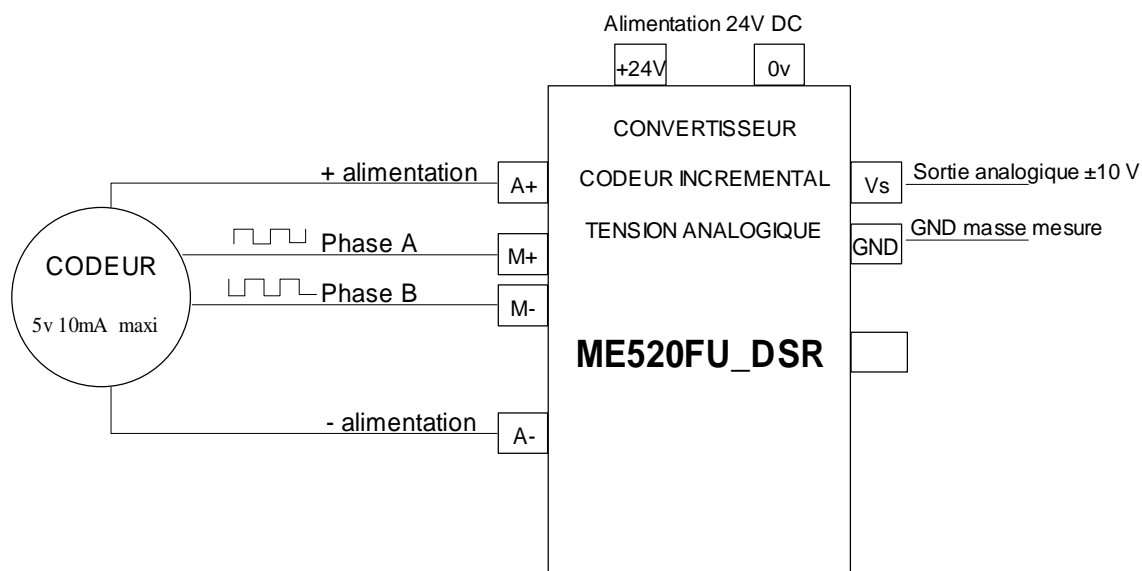 Alimentation 24V DC
+24V
0v
CONVERTISSEUR
+ alimentation
A+
CODEUR INCREMENTAL
Vs
Sortie analogique ±10 V
Phase A
M+
TENSION ANALOGIQUE
GND
GND masse mesure
CODEUR
Phase B
M-
5v 10mA maxi
ME520FU_DSR
- alimentation
A-